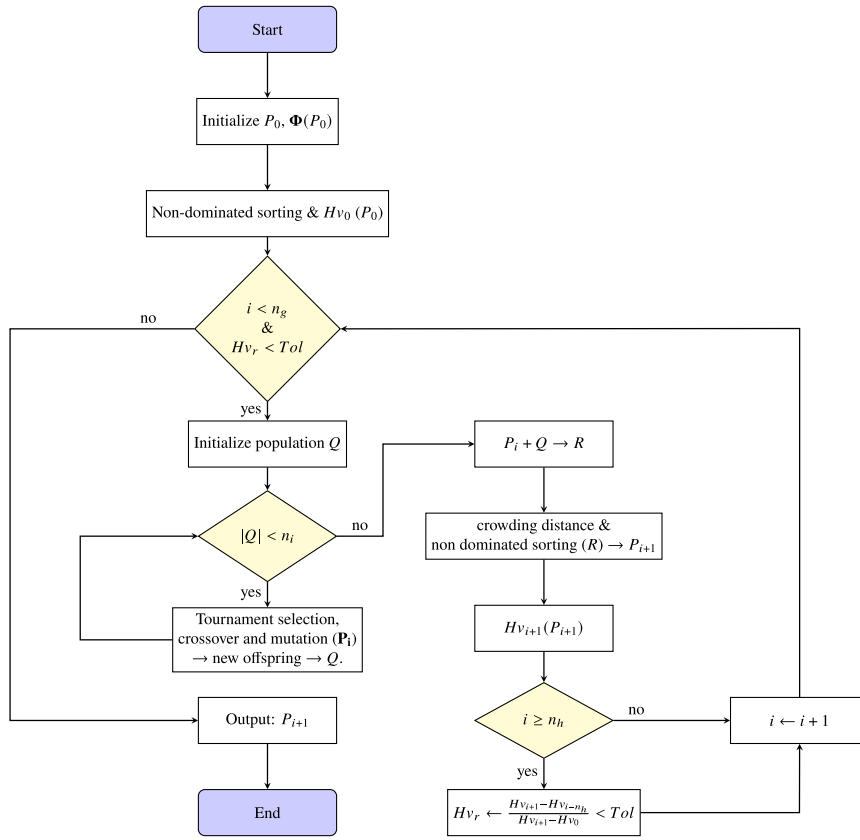 Start
Initialize P₀, Φ(P₀)
Non-dominated sorting & Hv₀ (P₀)
i < n_g
&
Hv_r < Tol
no
yes
Initialize population Q
|Q| < n_i
no
yes
Tournament selection,
crossover and mutation (P_i)
→ new offspring → Q.
Output: P_{i+1}
End
P_i + Q → R
crowding distance &
non dominated sorting (R) → P_{i+1}
Hv_{i+1}(P_{i+1})
i ≥ n_h
no
yes
i ← i + 1
Hv_r ← \frac{Hv_{i+1}−Hv_{i−n_h}}{Hv_{i+1}−Hv_0} < Tol